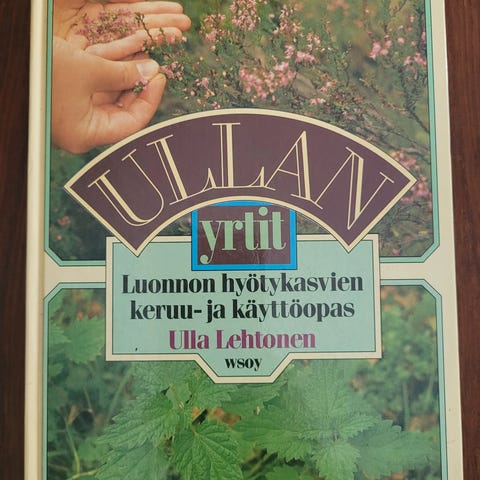 ULLAN
yrtit
Luonnon hyötykasvien
keruu- ja käyttöopas
Ulla Lehtonen
wsoy